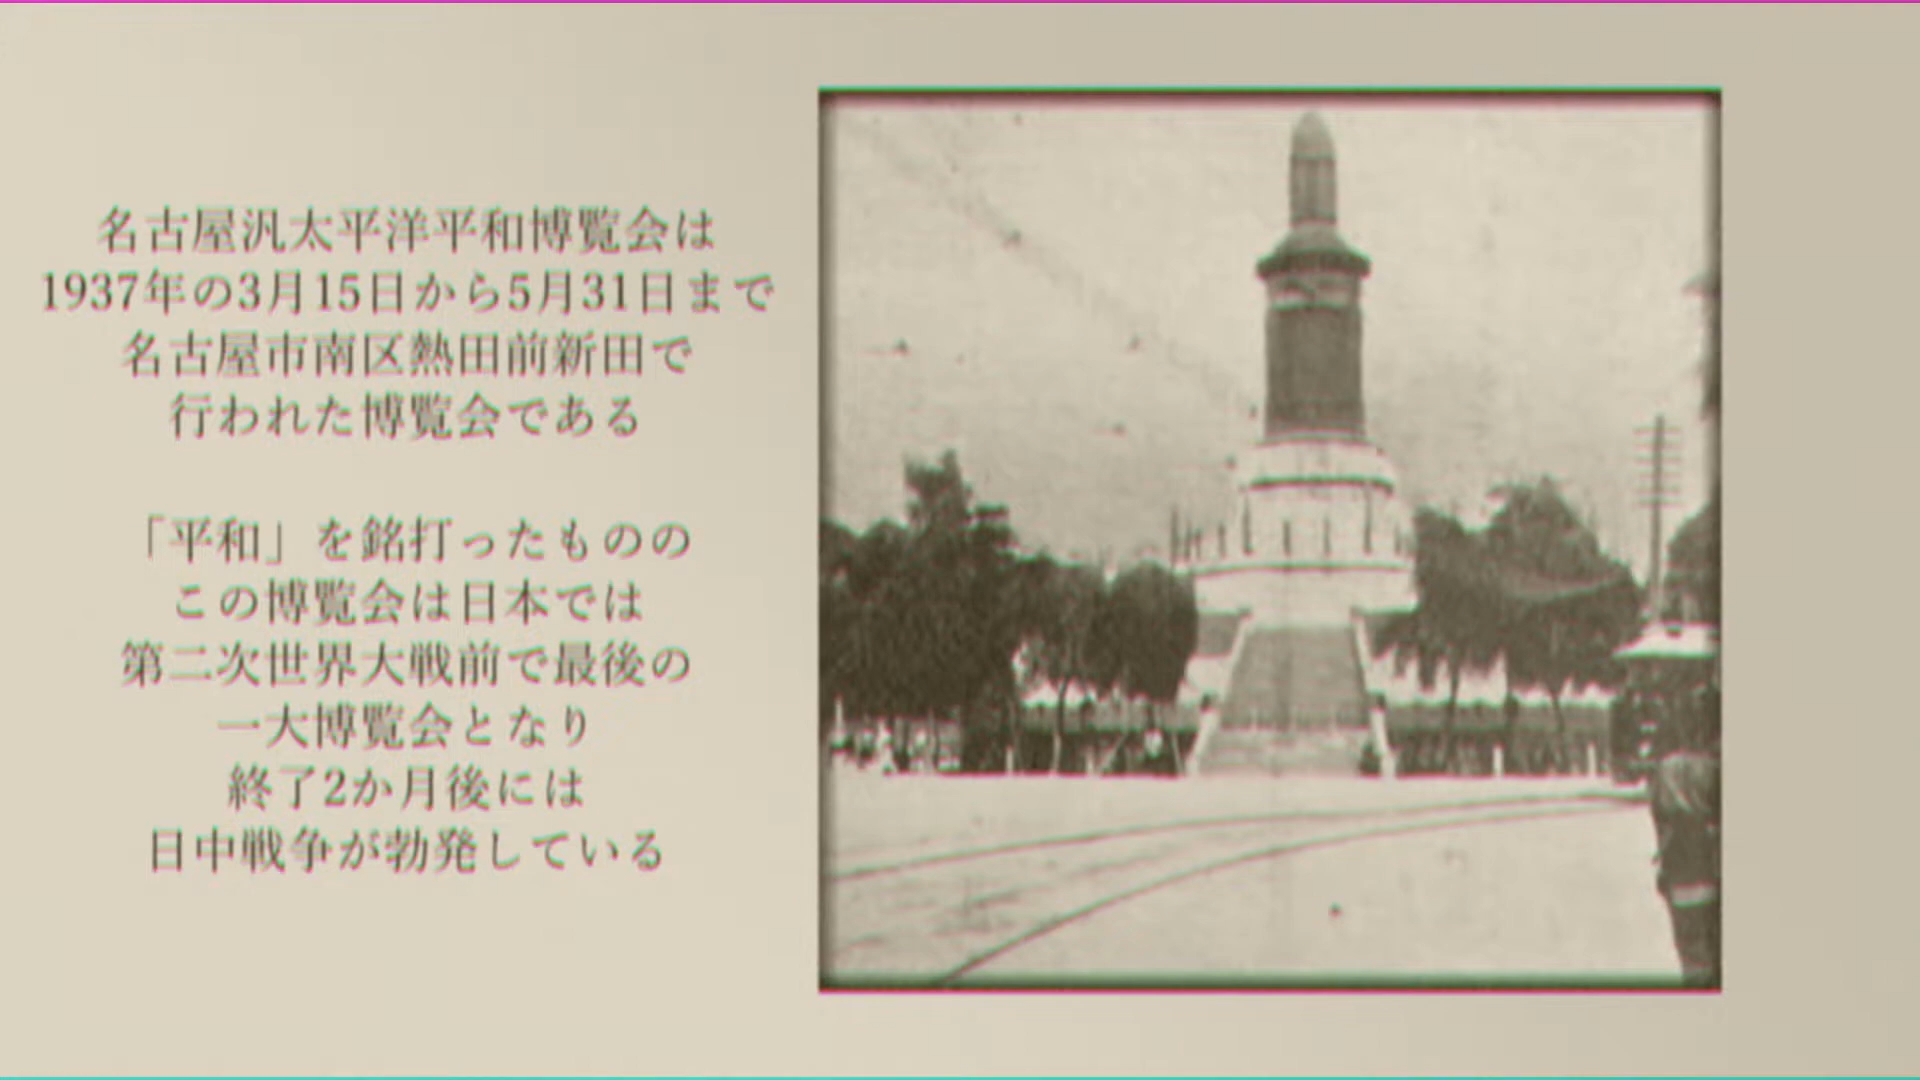 名古屋汎太平洋平和博覧会は
1937年の3月15日から5月31日まで
名古屋市南区熱田前新田で
行われた博覧会である
「平和」を銘打ったものの
この博覧会は日本では
第二次世界大戦前で最後の
一大博覧会となり
終了2か月後には
日中戦争が勃発している